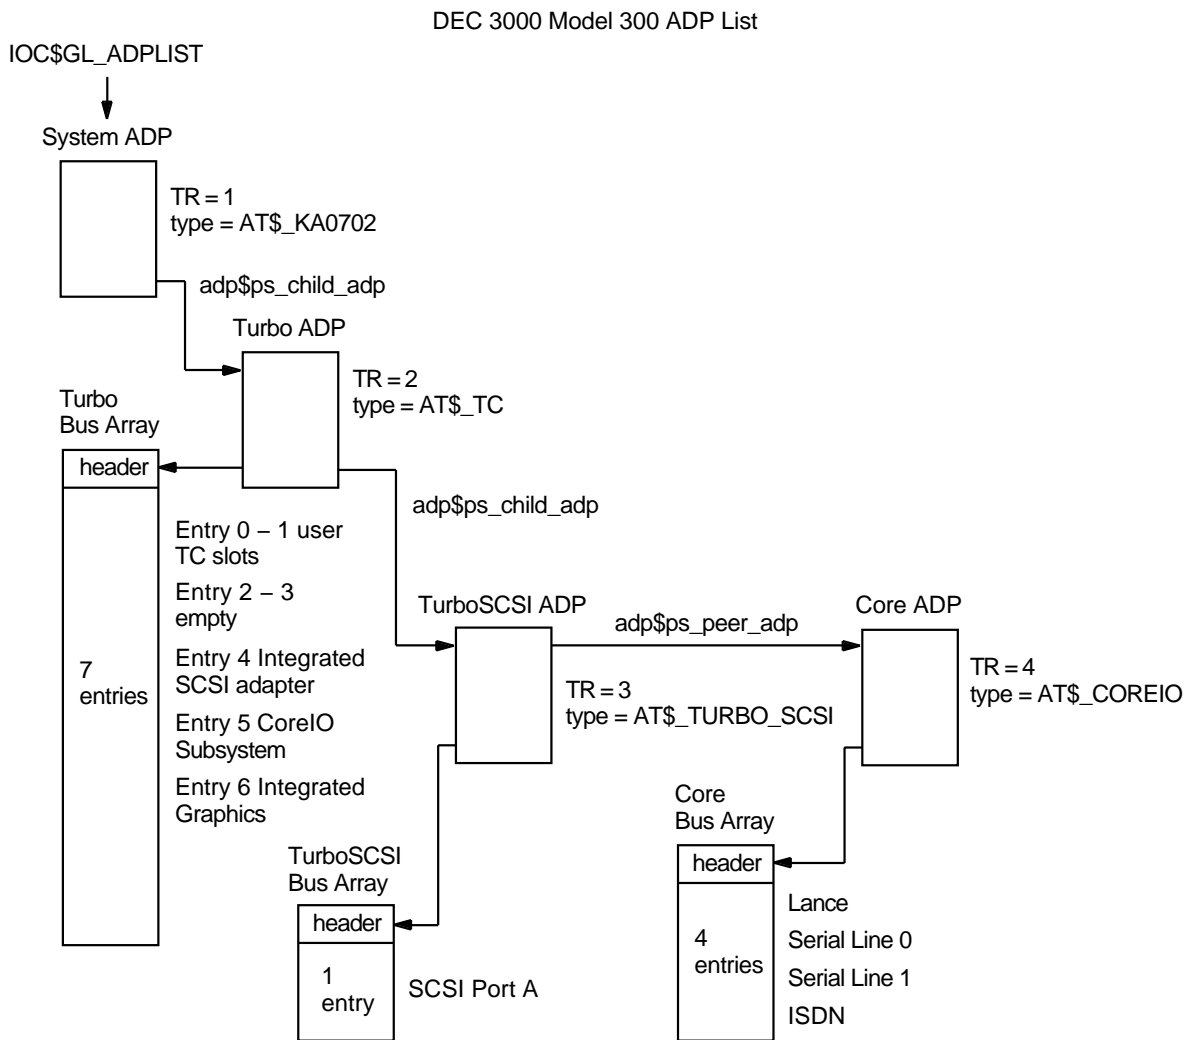 DEC 3000 Model 300 ADP List
IOC$GL_ADPLIST
System ADP
TR = 1
type = AT$_KA0702
adp$ps_child_adp
Turbo ADP
TR = 2
type = AT$_TC
Turbo
Bus Array
header
adp$ps_child_adp
Entry 0 – 1 user
TC slots
Entry 2 – 3
empty
Entry 4 Integrated
SCSI adapter
Entry 5 CoreIO
Subsystem
Entry 6 Integrated
Graphics
7
entries
TurboSCSI ADP
adp$ps_peer_adp
Core ADP
TR = 3
type = AT$_TURBO_SCSI
TR = 4
type = AT$_COREIO
TurboSCSI
Bus Array
header
1
entry
SCSI Port A
Core
Bus Array
header
4
entries
Lance
Serial Line 0
Serial Line 1
ISDN